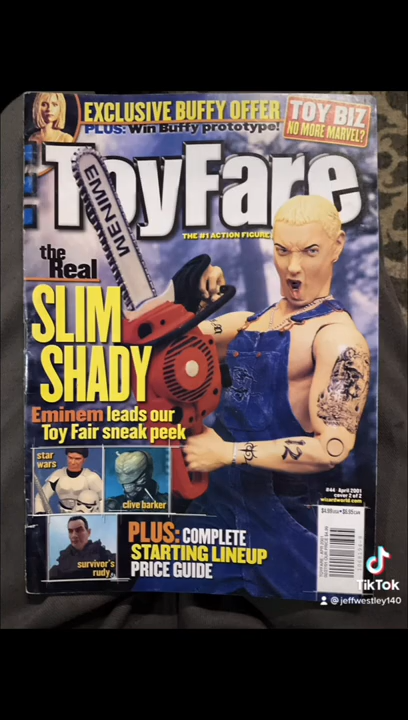 EXCLUSIVE BUFFY OFFER
PLUS: Win Buffy prototype!
TOY BIZ
NO MORE MARVEL?
ToyFare
THE #1 ACTION FIGURE
EMINEM
the
Real
SLIM
SHADY
Eminem leads our
Toy Fair sneak peek
star
wars
clive barker
survivor's
rudy
12
#44 April 2001
cover 2 of 2
wizardworld.com
PLUS: COMPLETE
STARTING LINEUP
PRICE GUIDE
TikTok
@jeffwestley140